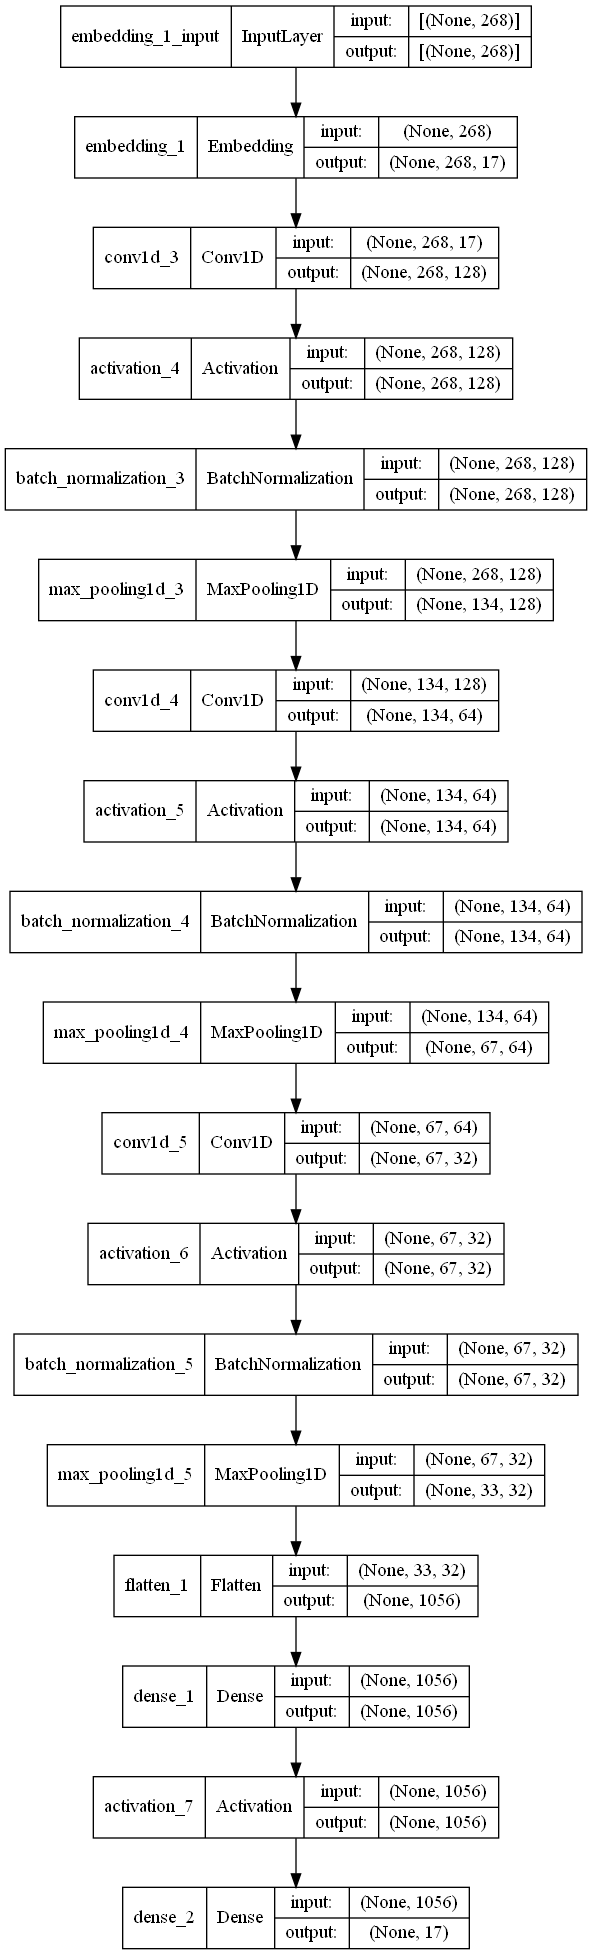 embedding_1_input InputLayer input: [(None, 268)]
output: [(None, 268)]
embedding_1 Embedding input: (None, 268)
output: (None, 268, 17)
conv1d_3 Conv1D input: (None, 268, 17)
output: (None, 268, 128)
activation_4 Activation input: (None, 268, 128)
output: (None, 268, 128)
batch_normalization_3 BatchNormalization input: (None, 268, 128)
output: (None, 268, 128)
max_pooling1d_3 MaxPooling1D input: (None, 268, 128)
output: (None, 134, 128)
conv1d_4 Conv1D input: (None, 134, 128)
output: (None, 134, 64)
activation_5 Activation input: (None, 134, 64)
output: (None, 134, 64)
batch_normalization_4 BatchNormalization input: (None, 134, 64)
output: (None, 134, 64)
max_pooling1d_4 MaxPooling1D input: (None, 134, 64)
output: (None, 67, 64)
conv1d_5 Conv1D input: (None, 67, 64)
output: (None, 67, 32)
activation_6 Activation input: (None, 67, 32)
output: (None, 67, 32)
batch_normalization_5 BatchNormalization input: (None, 67, 32)
output: (None, 67, 32)
max_pooling1d_5 MaxPooling1D input: (None, 67, 32)
output: (None, 33, 32)
flatten_1 Flatten input: (None, 33, 32)
output: (None, 1056)
dense_1 Dense input: (None, 1056)
output: (None, 1056)
activation_7 Activation input: (None, 1056)
output: (None, 1056)
dense_2 Dense input: (None, 1056)
output: (None, 17)